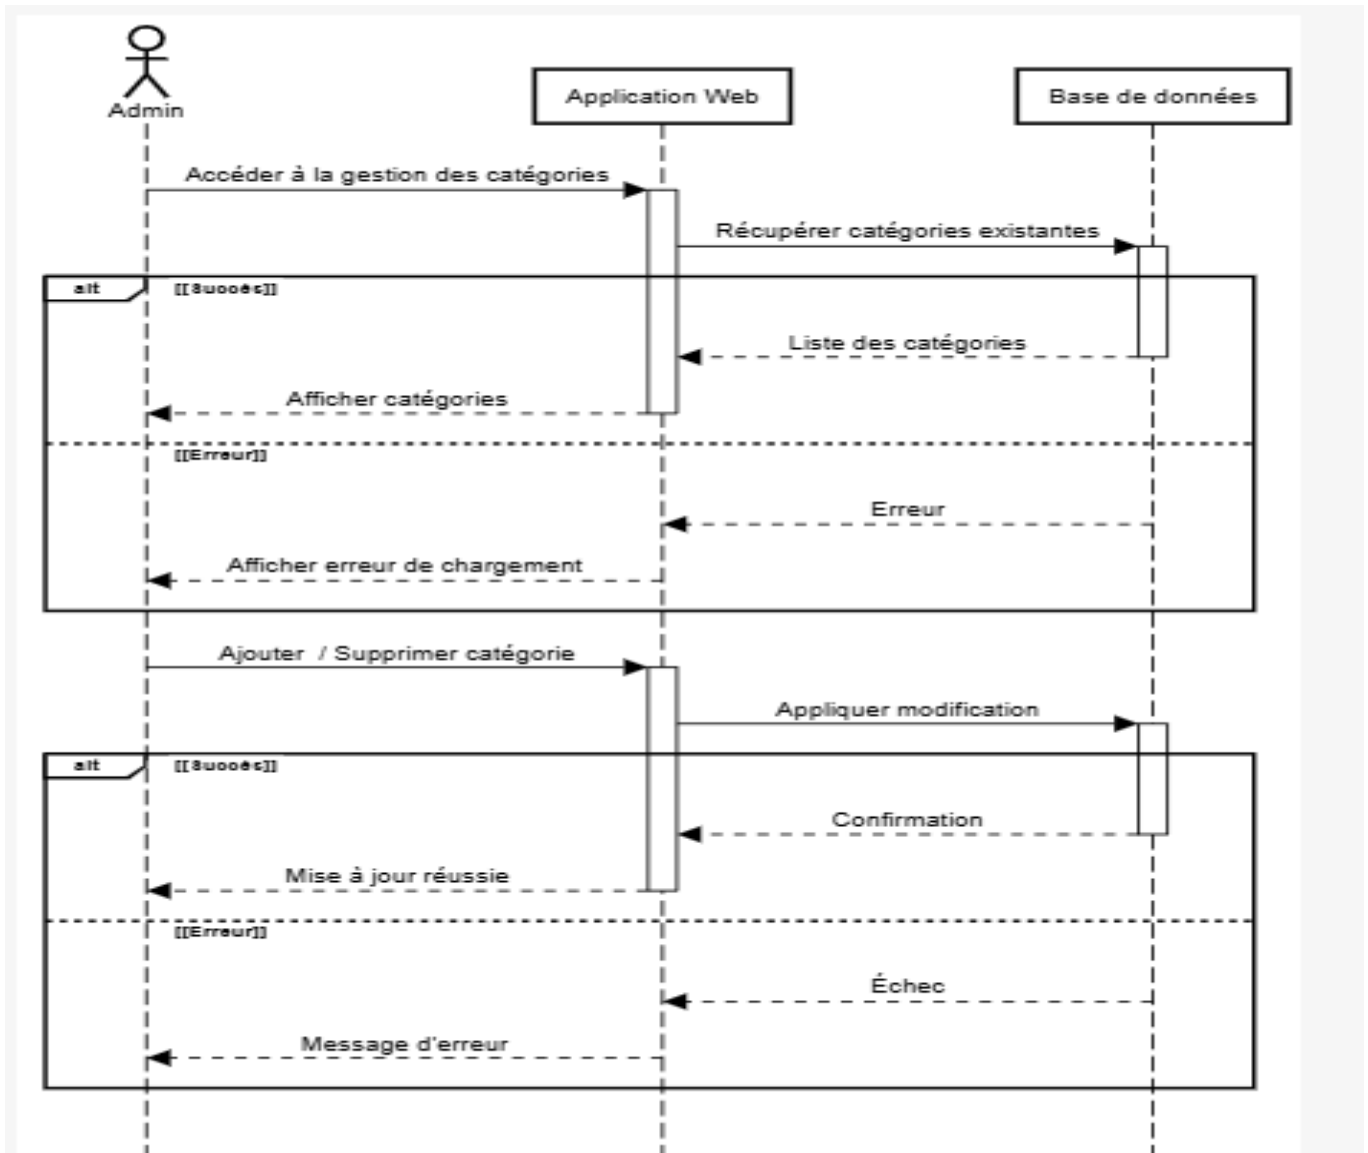 Admin
Application Web
Base de données
Accéder à la gestion des catégories
Récupérer catégories existantes
alt
[[Succès]]
Liste des catégories
Afficher catégories
[[Erreur]]
Erreur
Afficher erreur de chargement
Ajouter / Supprimer catégorie
Appliquer modification
alt
[[Succès]]
Confirmation
Mise à jour réussie
[[Erreur]]
Échec
Message d'erreur